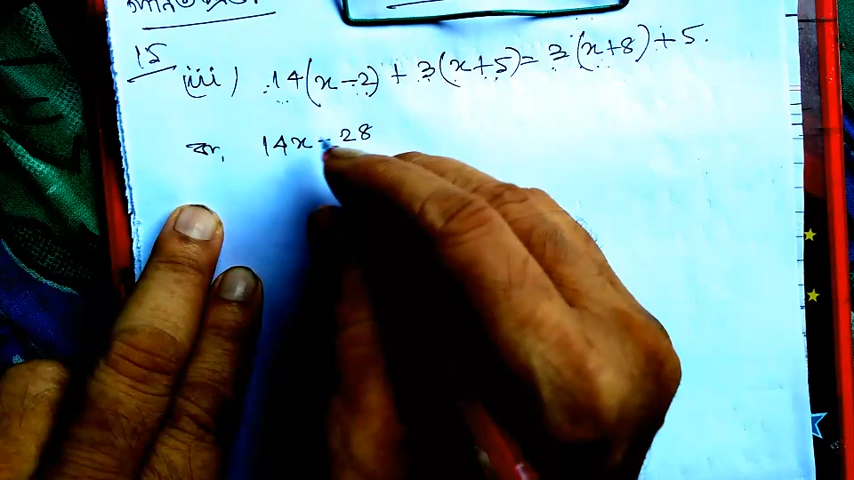 15
(iii) 14(x-2) + 3(x+5) = 3(x+8) + 5.
বা, 14x - 28